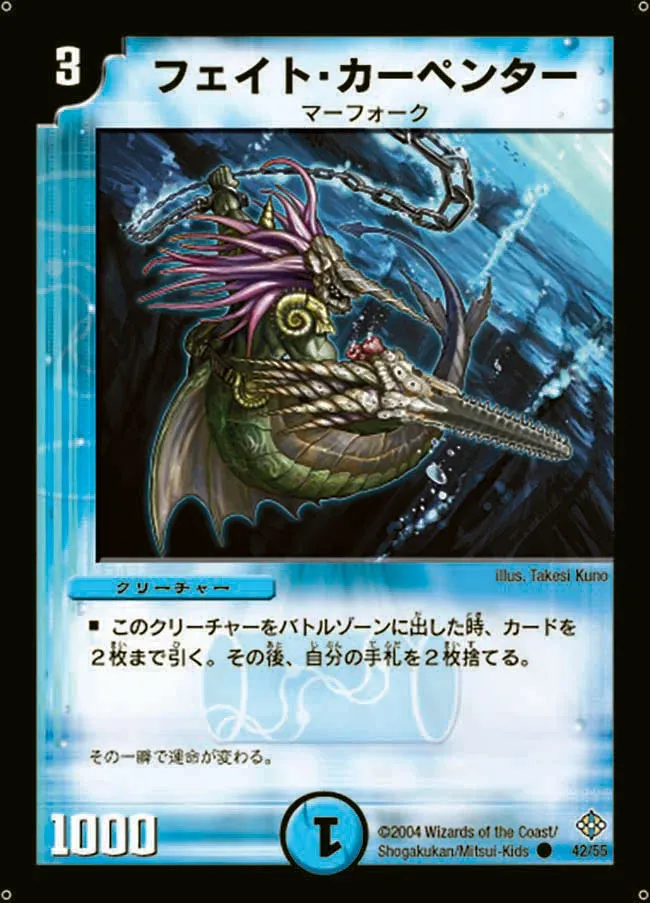 3
フェイト・カーペンター
マーフォーク
illus. Takesi Kuno
クリーチャー
■ このクリーチャーをバトルゾーンに出した時、カードを
2枚まで引く。その後、自分の手札を2枚捨てる。
その一瞬で運命が変わる。
1000
1
©2004 Wizards of the Coast/
Shogakukan/Mitsui-Kids ● 42/55